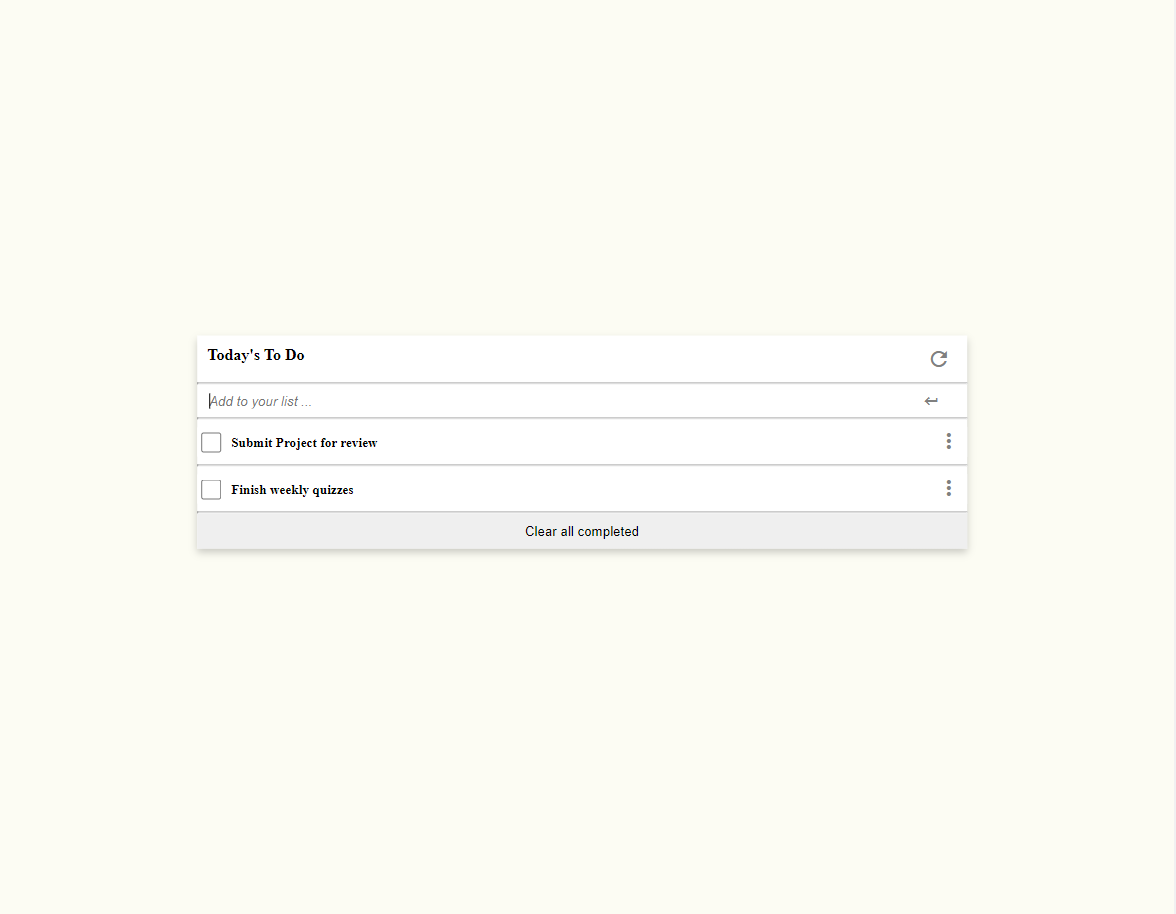 Today's To Do
Add to your list ...
Submit Project for review
Finish weekly quizzes
Clear all completed